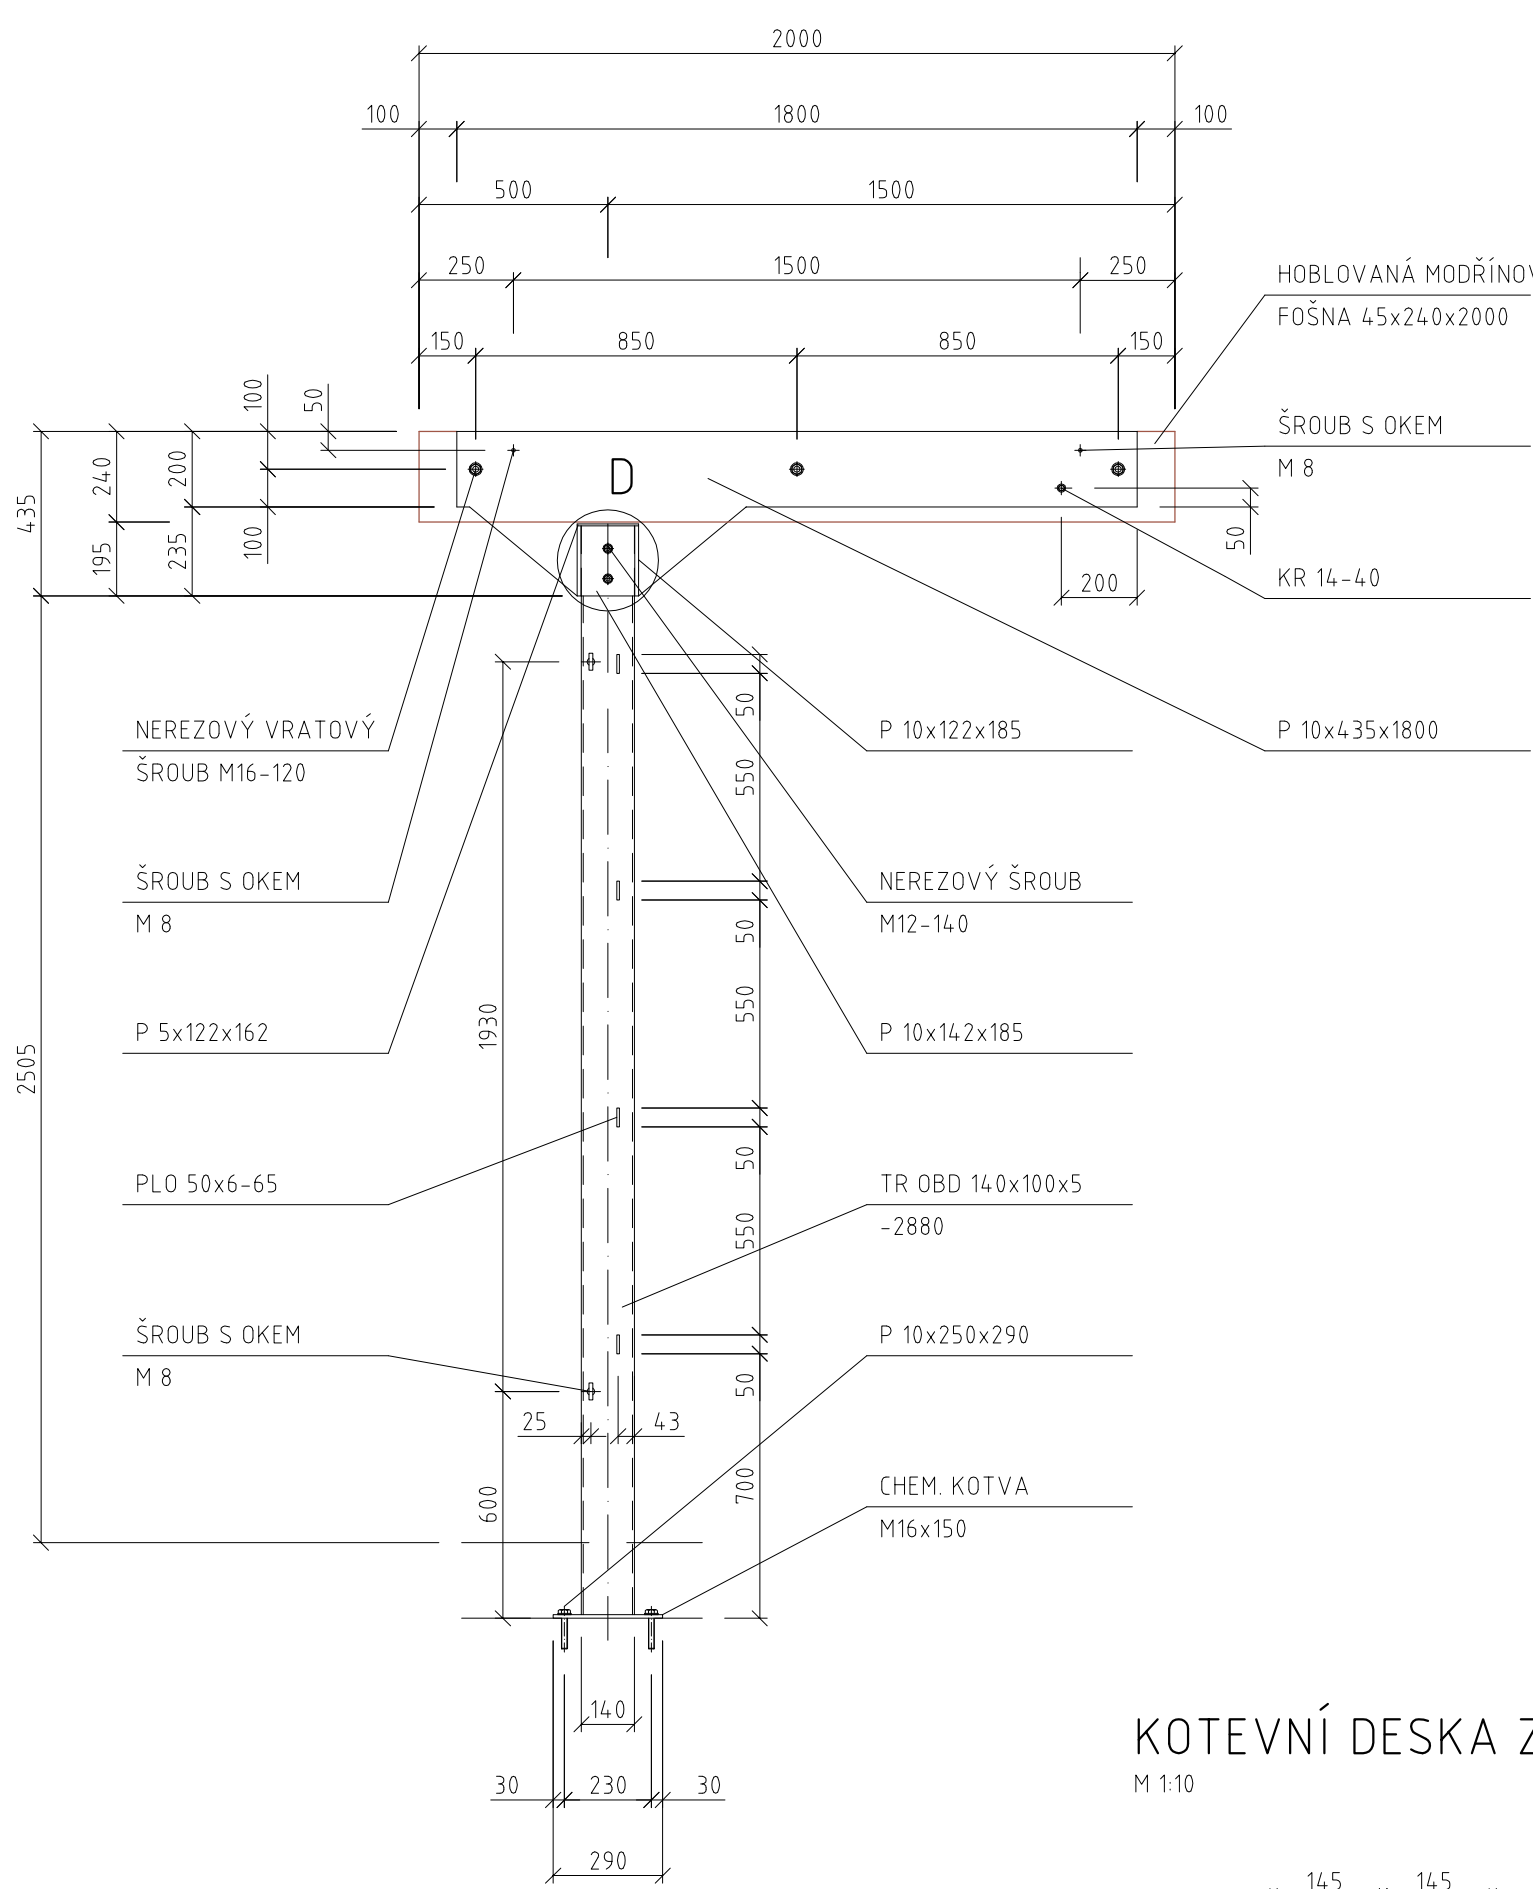 2000
100
1800
100
500
1500
250
1500
250
HOBLOVANÁ
FOŠNA 45x240x2000
150
850
850
150
100
50
ŠROUB S OKEM
M 8
240
200
D
435
195
235
100
50
KR 14-40
200
NEREZOVÝ VRATOVÝ
ŠROUB M16-120
50
P 10x122x185
P 10x435x1800
550
ŠROUB S OKEM
M 8
NEREZOVÝ ŠROUB
M12-140
50
1930
550
P 5x122x162
P 10x142x185
2505
50
PLO 50x6-65
TR OBD 140x100x5
-2880
550
ŠROUB S OKEM
M 8
P 10x250x290
50
25
43
600
700
CHEM. KOTVA
M16x150
140
KOTEVNÍ DESKA
M 1:10
30
230
30
290
145
145